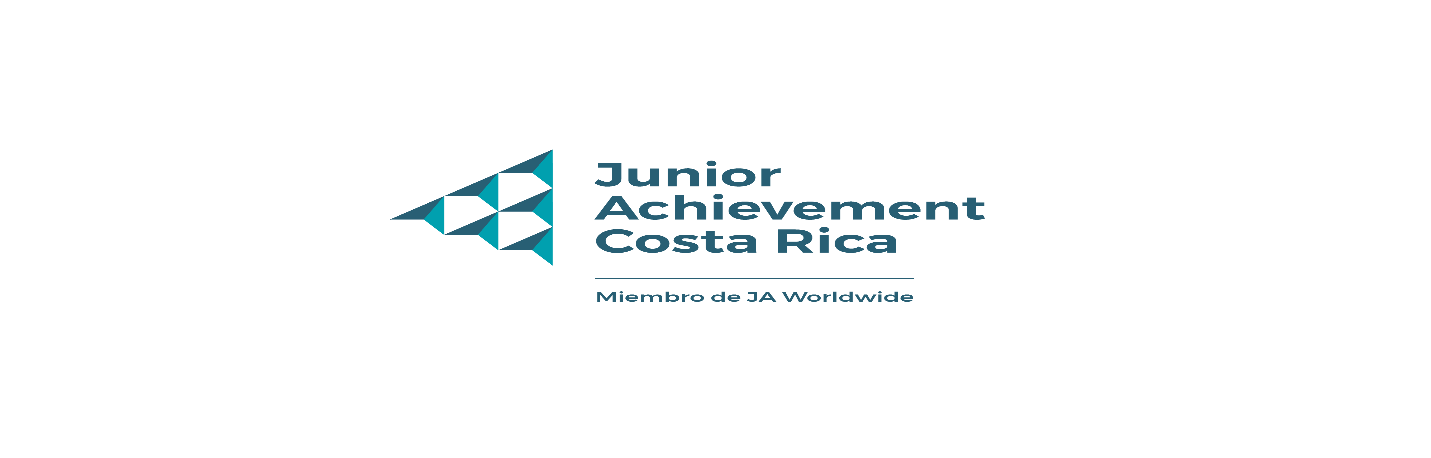 Junior
Achievement
Costa Rica
Miembro de JA Worldwide